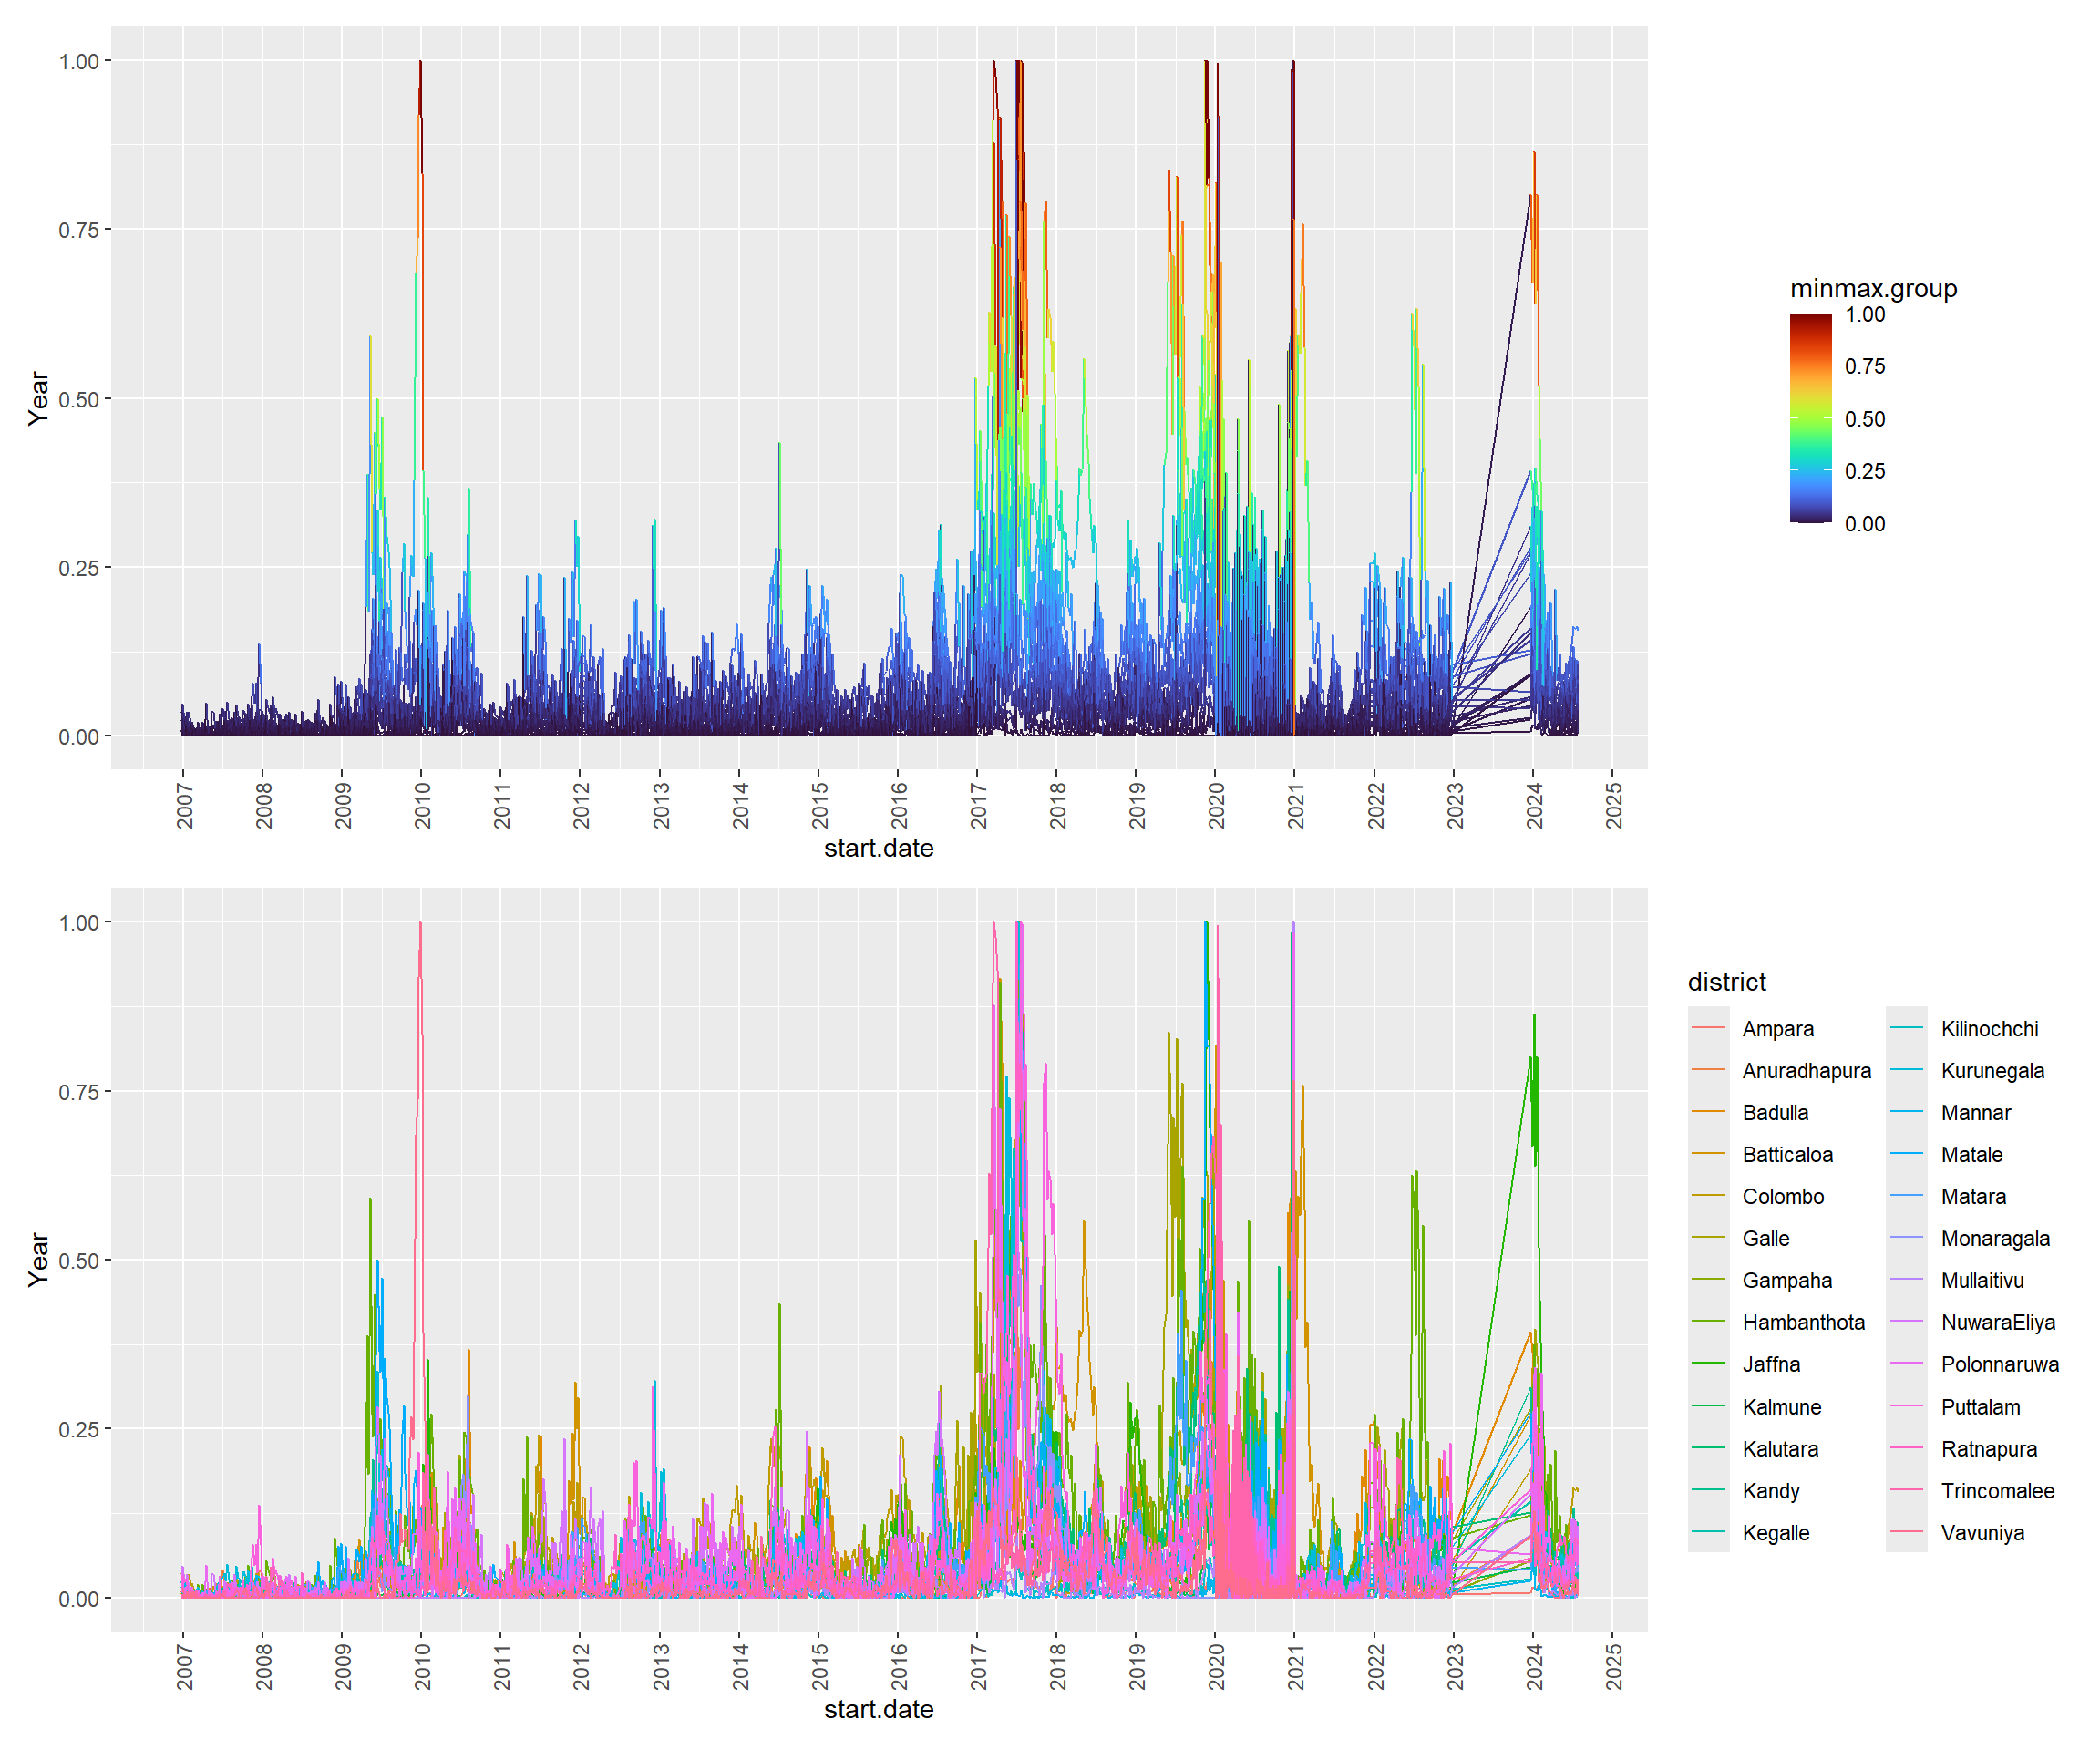 1.00
0.75
0.50
0.25
0.00
Year
2007 2008 2009 2010 2011 2012 2013 2014 2015 2016 2017 2018 2019 2020 2021 2022 2023 2024 2025
start.date
minmax.group
1.00
0.75
0.50
0.25
0.00
1.00
0.75
0.50
0.25
0.00
Year
2007 2008 2009 2010 2011 2012 2013 2014 2015 2016 2017 2018 2019 2020 2021 2022 2023 2024 2025
start.date
district
Ampara
Anuradhapura
Badulla
Batticaloa
Colombo
Galle
Gampaha
Hambanthota
Jaffna
Kalmune
Kalutara
Kandy
Kegalle
Kilinochchi
Kurunegala
Mannar
Matale
Matara
Monaragala
Mullaitivu
NuwaraEliya
Polonnaruwa
Puttalam
Ratnapura
Trincomalee
Vavuniya